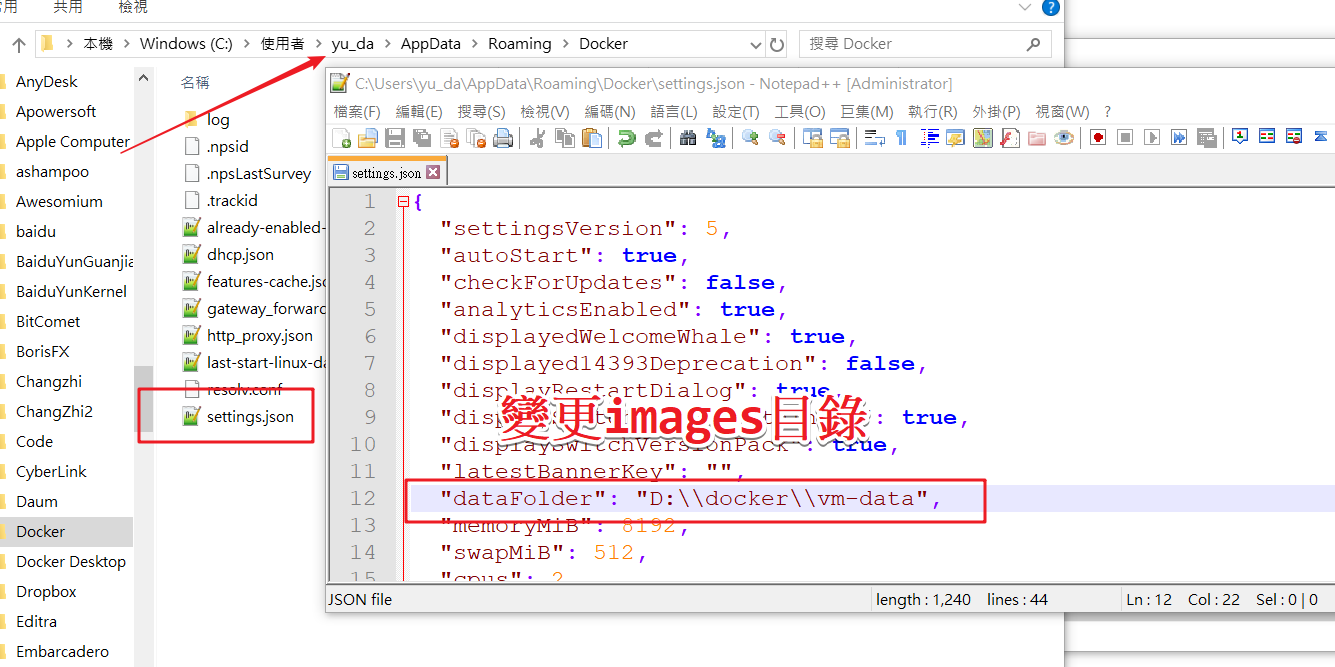 常用 共用 檢視
本機 > Windows (C:) > 使用者 > yu_da > AppData > Roaming > Docker
搜尋 Docker
AnyDesk
Apowersoft
Apple Computer
ashampoo
Awesomium
baidu
BaiduYunGuanjia
BaiduYunKernel
BitComet
BorisFX
Changzhi
ChangZhi2
Code
CyberLink
Daum
Docker
Docker Desktop
Dropbox
Editra
Embarcadero
名稱
log
.npsid
.npsLastSurvey
.trackid
already-enabled-
dhcp.json
features-cache.jso
gateway_forward
http_proxy.json
last-start-linux-da
resolv.conf
settings.json
C:\Users\yu_da\AppData\Roaming\Docker\settings.json - Notepad++ [Administrator]
檔案(F) 編輯(E) 搜尋(S) 檢視(V) 編碼(N) 語言(L) 設定(T) 工具(O) 巨集(M) 執行(R) 外掛(P) 視窗(W) ?
settings.json
1 {
2 "settingsVersion": 5,
3 "autoStart": true,
4 "checkForUpdates": false,
5 "analyticsEnabled": true,
6 "displayedWelcomeWhale": true,
7 "displayed14393Deprecation": false,
8 "displayRestartDialog": true,
9 ": true,
變更images目錄
10 "displaySwitchVersionPack": true,
11 "latestBannerKey": "",
12 "dataFolder": "D:\\docker\\vm-data",
13 "memoryMiB": 8192,
14 "swapMiB": 512,
15 "cpus": 2
JSON file
length : 1,240 lines : 44
Ln : 12 Col : 22 Sel : 0 | 0